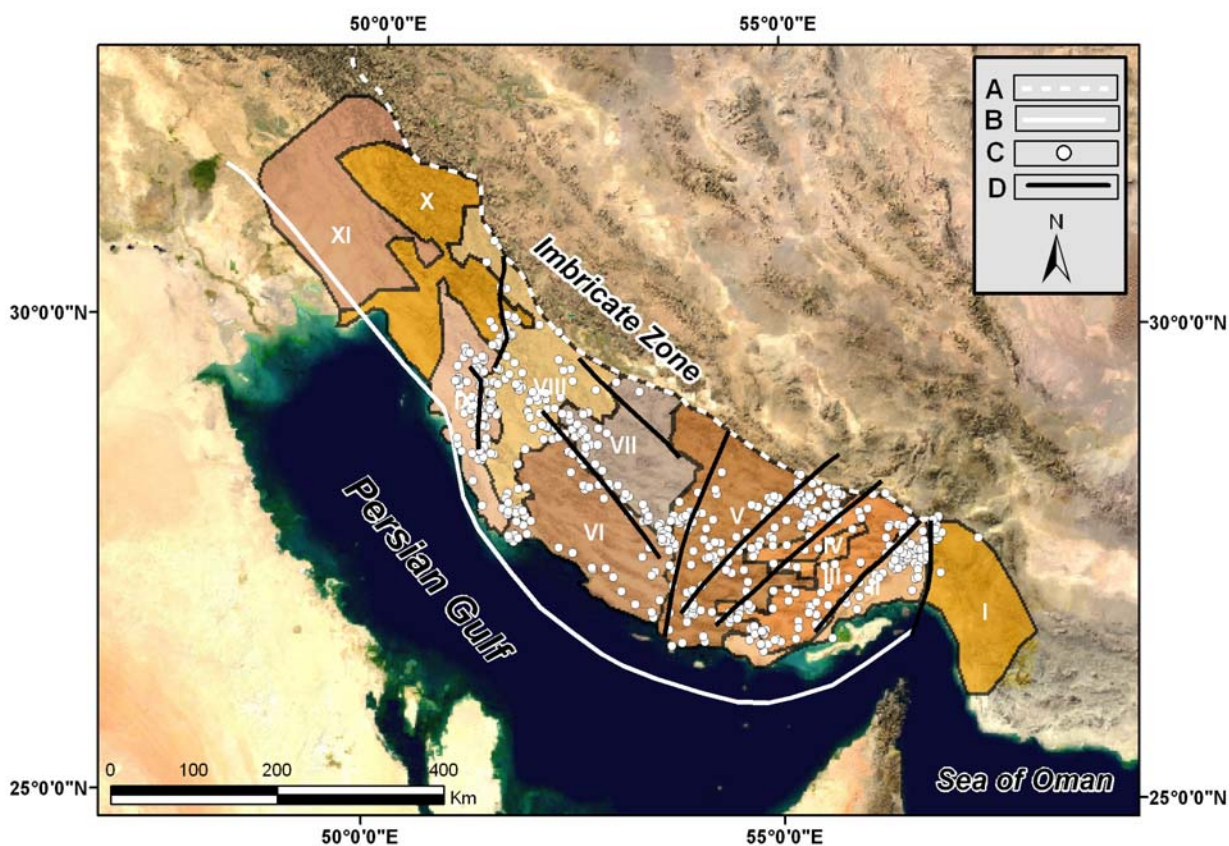 50°0'0"E
55°0'0"E
A
B
C
D
N
X
XI
Imbricate Zone
30°0'0"N
30°0'0"N
VIII
VII
V
VI
IV
III
II
I
Persian Gulf
0 100 200 400
Km
Sea of Oman
25°0'0"N
25°0'0"N
50°0'0"E
55°0'0"E